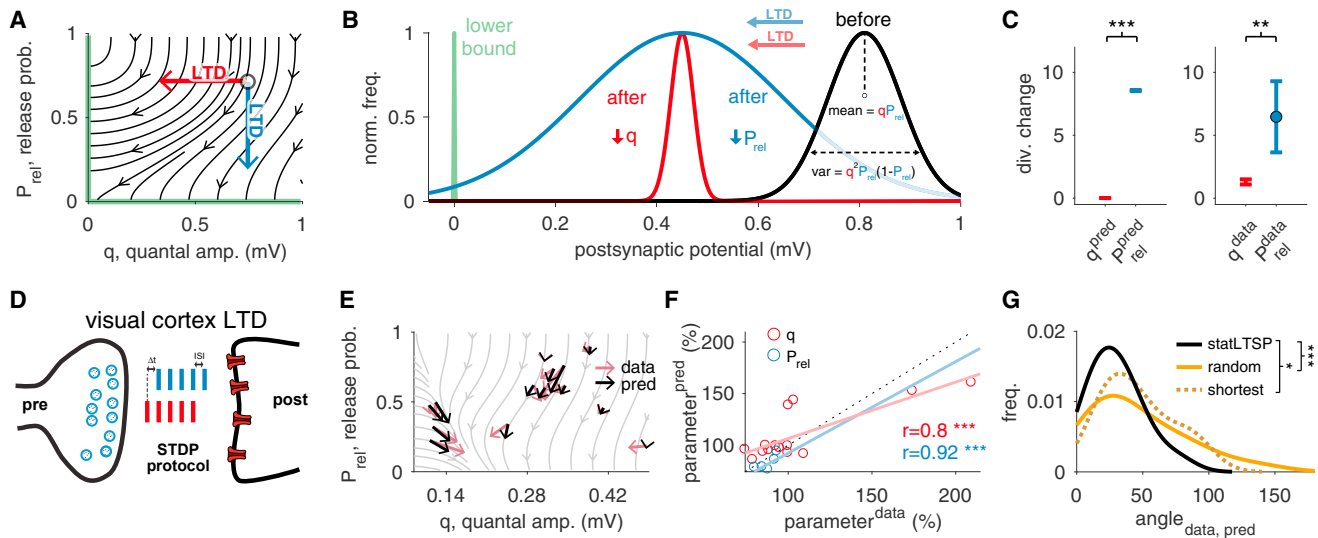 A
P_rel, release prob.
1
0.5
0
0
0.5
1
q, quantal amp. (mV)
LTD
LTD
B
norm. freq.
1
0.5
0
0
0.2
0.4
0.6
0.8
1
postsynaptic potential (mV)
lower
bound
LTD
LTD
before
after
↓q
after
↓P_rel
mean = qP_rel
var = q²P_rel(1-P_rel)
C
div. change
10
5
0
***
q^pred
P_rel^pred
10
5
0
**
q^data
P_rel^data
D
visual cortex LTD
Δt
ISI
pre
post
STDP
protocol
E
P_rel, release prob.
1
0.5
0
0.14
0.28
0.42
q, quantal amp. (mV)
data
pred
F
parameter^pred (%)
200
150
100
100
150
200
parameter^data (%)
q
P_rel
r=0.8 ***
r=0.92 ***
G
freq.
0.02
0.01
0
0
50
100
150
angle_data, pred
statLTSP
random
shortest
*
***